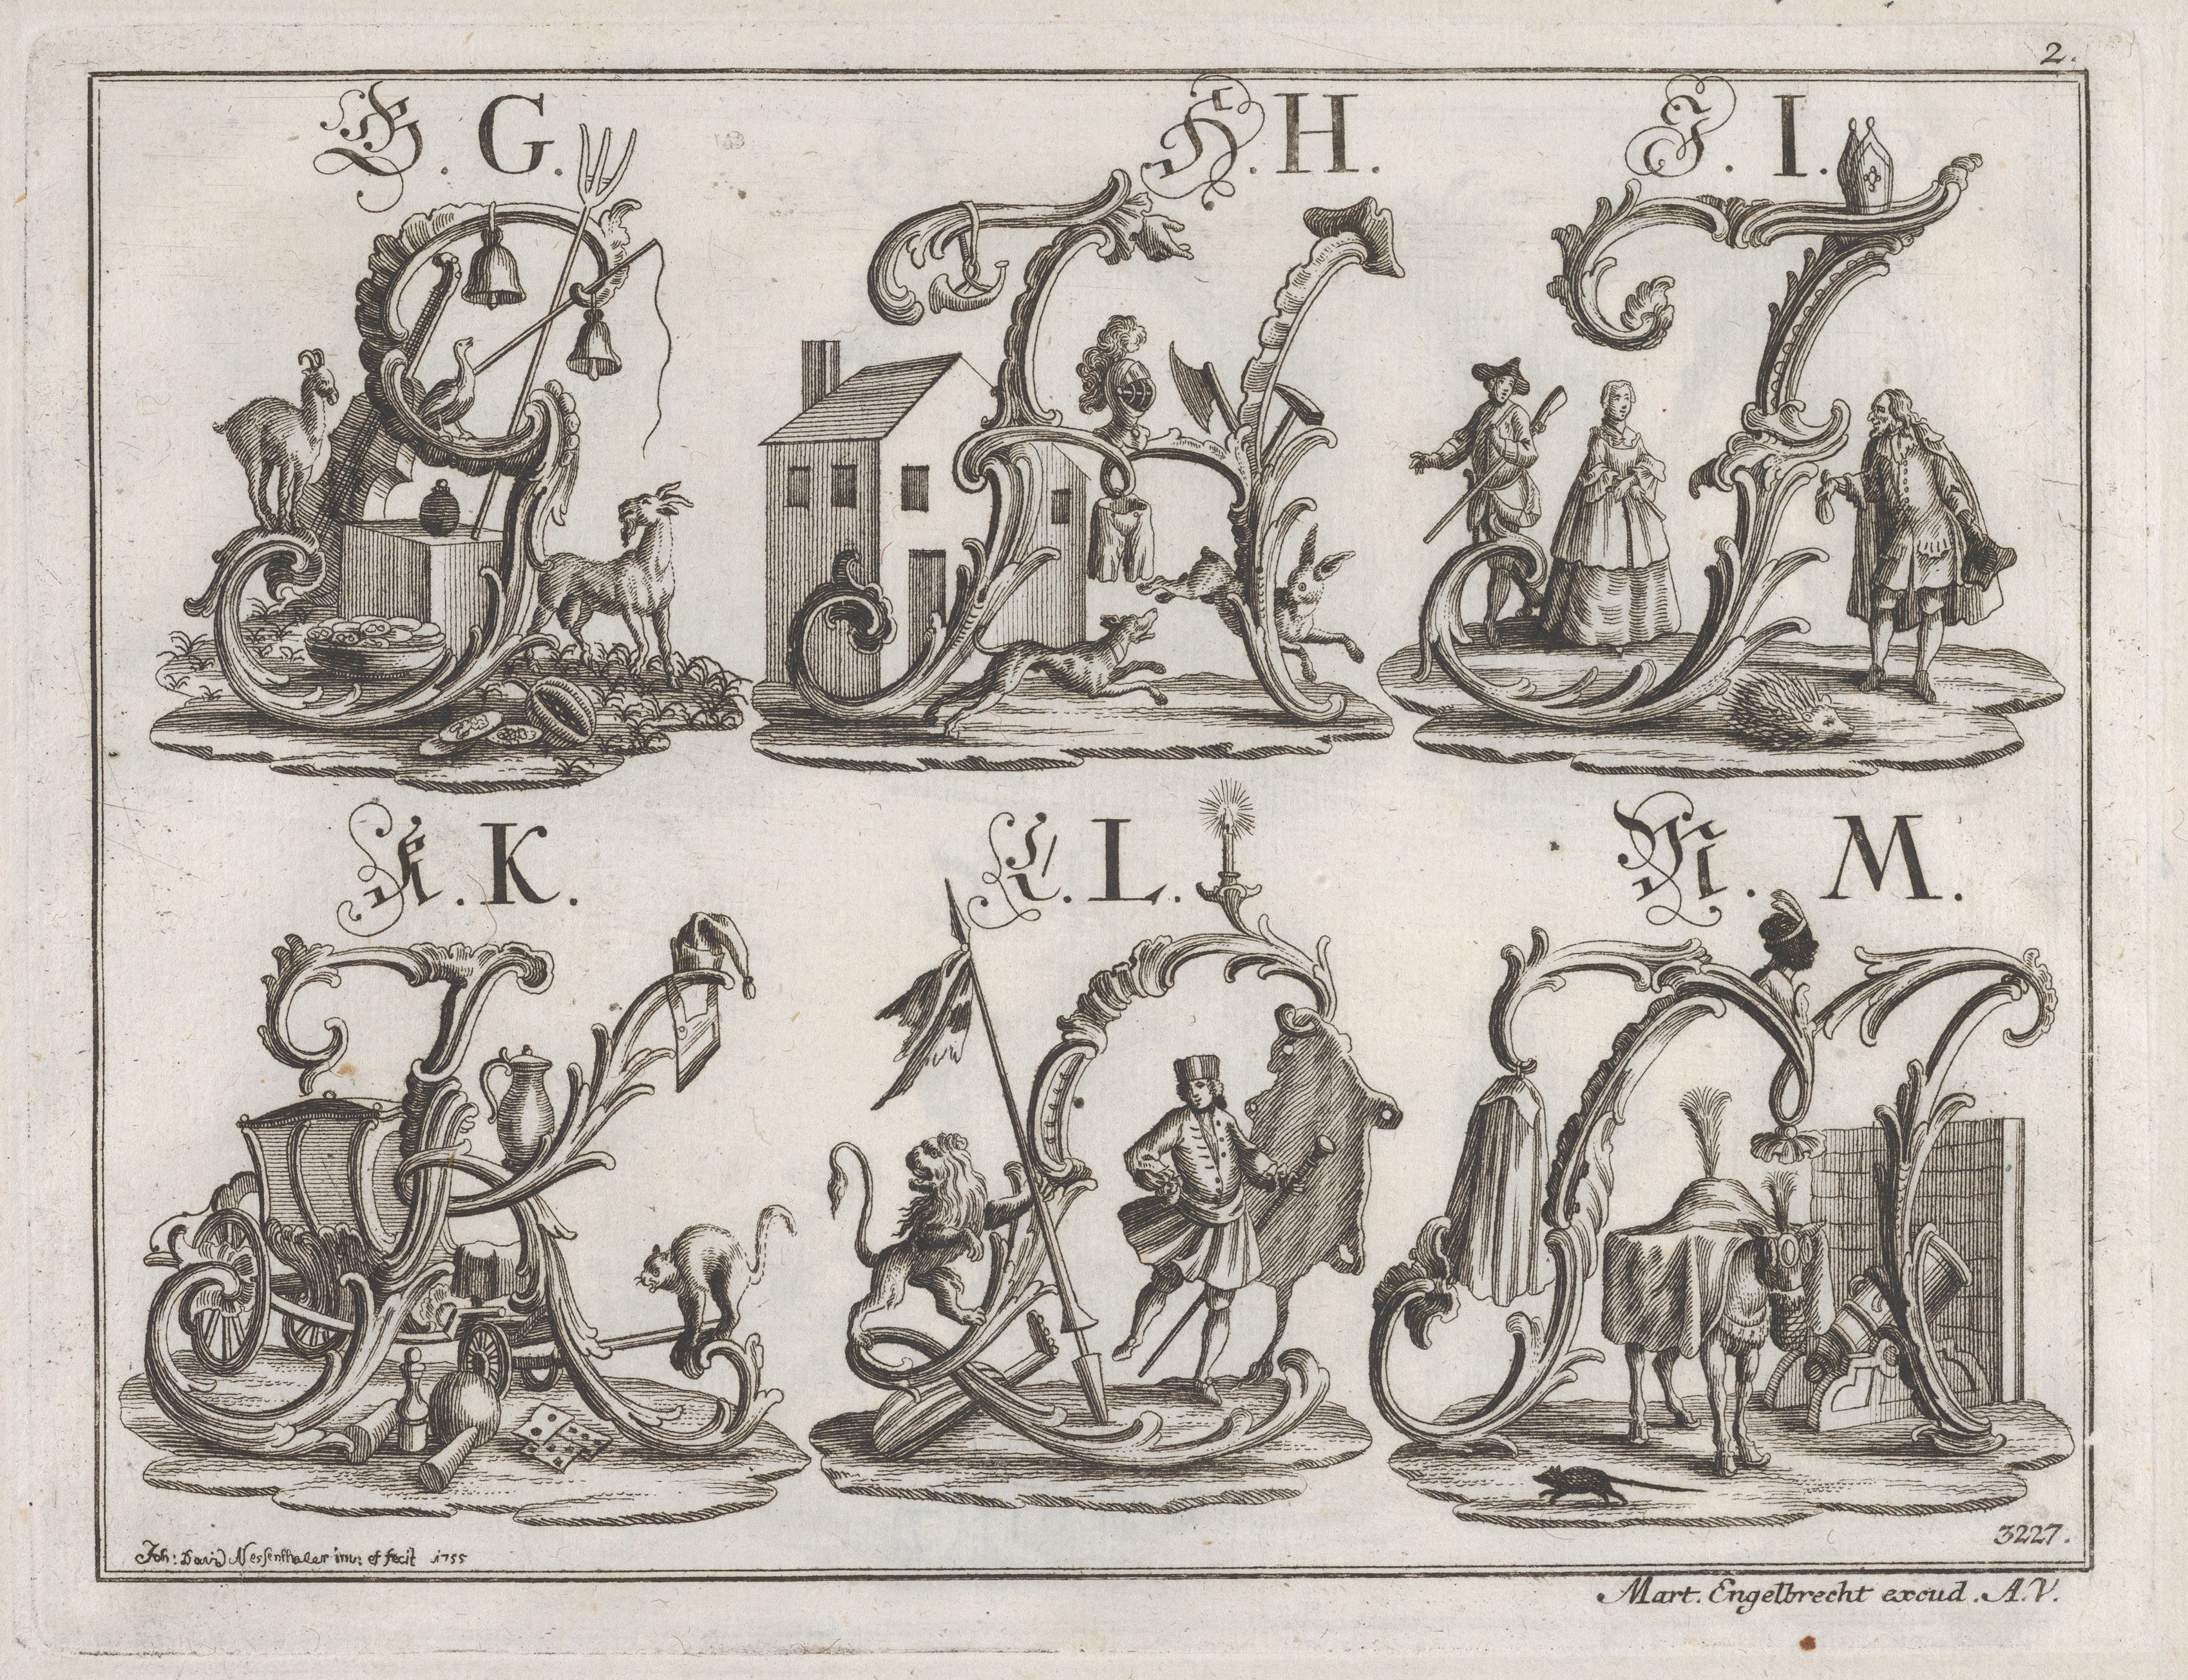 2.
G. G.
H. H.
I. I.
K. K.
L. L.
M. M.
3227.
Joh: David Nessenthaler inv: et fecit 1755
Mart. Engelbrecht excud. A.V.